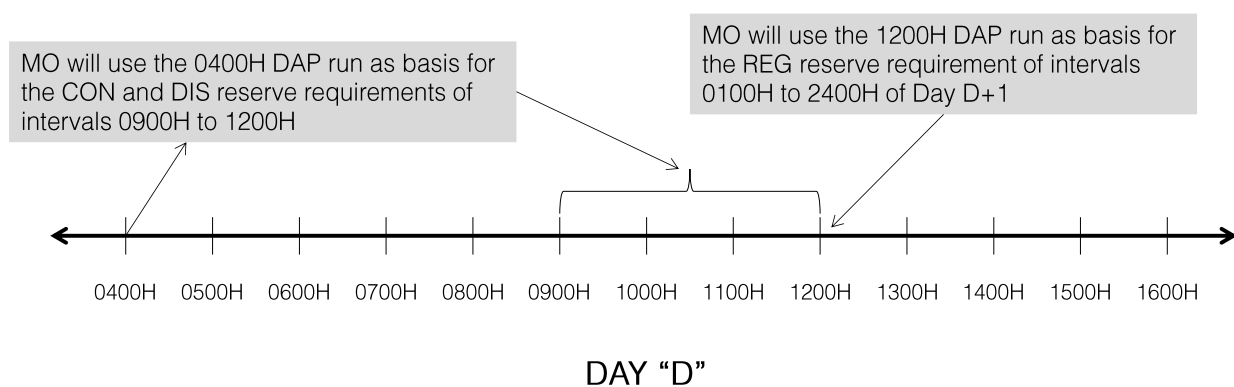 MO will use the 0400H DAP run as basis for
the CON and DIS reserve requirements of
intervals 0900H to 1200H
MO will use the 1200H DAP run as basis for
the REG reserve requirement of intervals
0100H to 2400H of Day D+1
0400H 0500H 0600H 0700H 0800H 0900H 1000H 1100H 1200H 1300H 1400H 1500H 1600H
DAY “D”